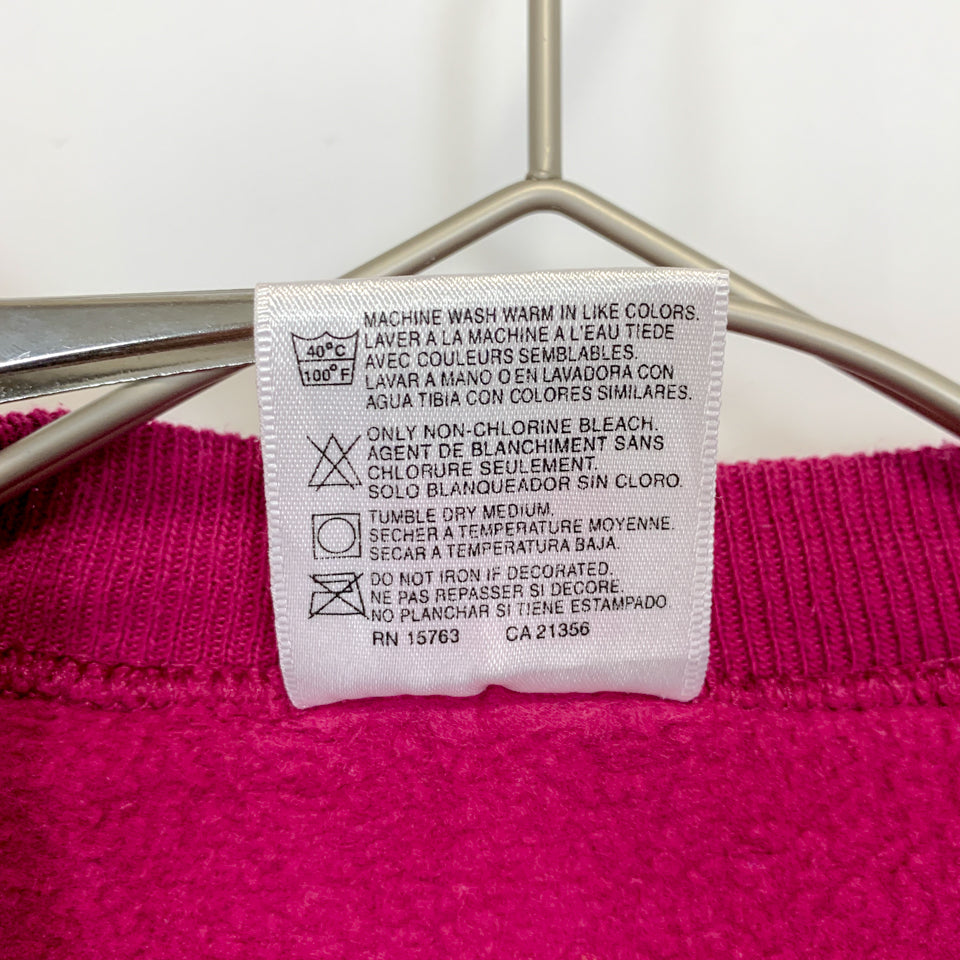 40°C
100°F
MACHINE WASH WARM IN LIKE COLORS.
LAVER A LA MACHINE A L'EAU TIEDE
AVEC COULEURS SEMBLABLES.
LAVAR A MANO O EN LAVADORA CON
AGUA TIBIA CON COLORES SIMILARES.
ONLY NON-CHLORINE BLEACH.
AGENT DE BLANCHIMENT SANS
CHLORURE SEULEMENT.
SOLO BLANQUEADOR SIN CLORO.
TUMBLE DRY MEDIUM.
SECHER A TEMPERATURE MOYENNE.
SECAR A TEMPERATURA BAJA.
DO NOT IRON IF DECORATED.
NE PAS REPASSER SI DECORE.
NO PLANCHAR SI TIENE ESTAMPADO.
RN 15763 CA 21356